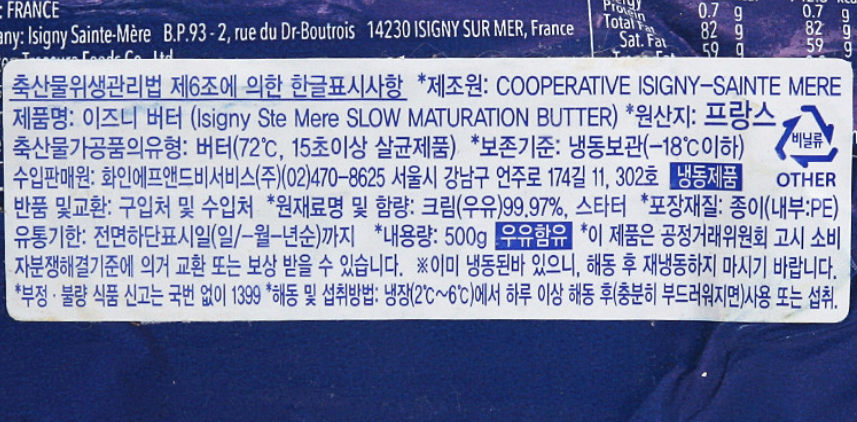 : FRANCE
any: Isigny Sainte-Mère B.P.93 - 2, rue du Dr-Boutrois 14230 ISIGNY SUR MER, France
Protein 0.7 g 0.7 g
Total Fat 82 g 82 g
Sat. Fat 59 g 59 g
축산물위생관리법 제6조에 의한 한글표시사항 *제조원: COOPERATIVE ISIGNY-SAINTE MERE
제품명: 이즈니 버터 (Isigny Ste Mere SLOW MATURATION BUTTER) *원산지: 프랑스
축산물가공품의유형: 버터(72℃, 15초이상 살균제품) *보존기준: 냉동보관(-18℃이하)
비닐류
수입판매원: 화인에프앤드비서비스(주)(02)470-8625 서울시 강남구 언주로 174길 11, 302호 냉동제품 OTHER
반품 및교환: 구입처 및 수입처 *원재료명 및 함량: 크림(우유)99.97%, 스타터 *포장재질: 종이(내부:PE)
유통기한: 전면하단표시일(일/-월-년순)까지 *내용량: 500g 우유함유 *이 제품은 공정거래위원회 고시 소비
자분쟁해결기준에 의거 교환 또는 보상 받을 수 있습니다. ※이미 냉동된바 있으니, 해동 후 재냉동하지 마시기 바랍니다.
*부정·불량 식품 신고는 국번 없이 1399 *해동 및 섭취방법: 냉장(2℃~6℃)에서 하루 이상 해동 후(충분히 부드러워지면)사용 또는 섭취.